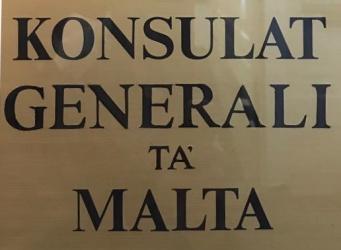 KONSULAT
GENERALI
TA'
MALTA